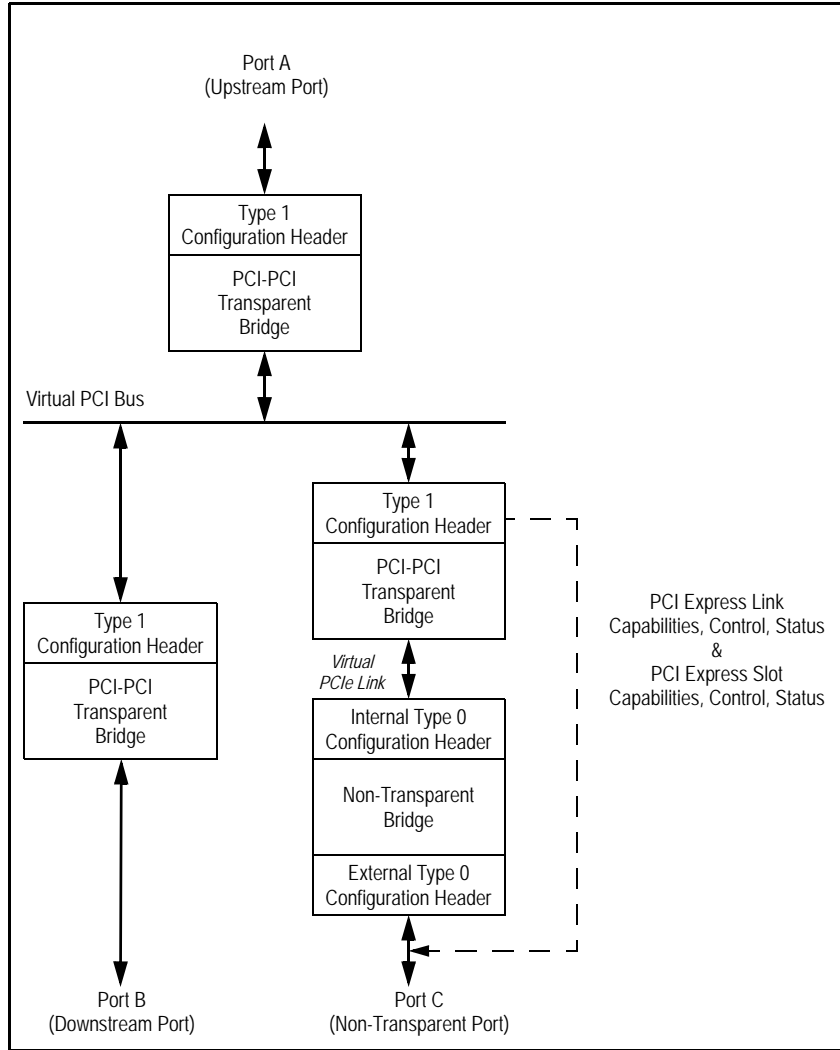 Port A
(Upstream Port)
Type 1
Configuration Header
PCI-PCI
Transparent
Bridge
Virtual PCI Bus
Type 1
Configuration Header
PCI-PCI
Transparent
Bridge
Type 1
Configuration Header
PCI-PCI
Transparent
Bridge
Virtual
PCIe Link
Internal Type 0
Configuration Header
Non-Transparent
Bridge
External Type 0
Configuration Header
PCI Express Link
Capabilities, Control, Status
&
PCI Express Slot
Capabilities, Control, Status
Port B
(Downstream Port)
Port C
(Non-Transparent Port)